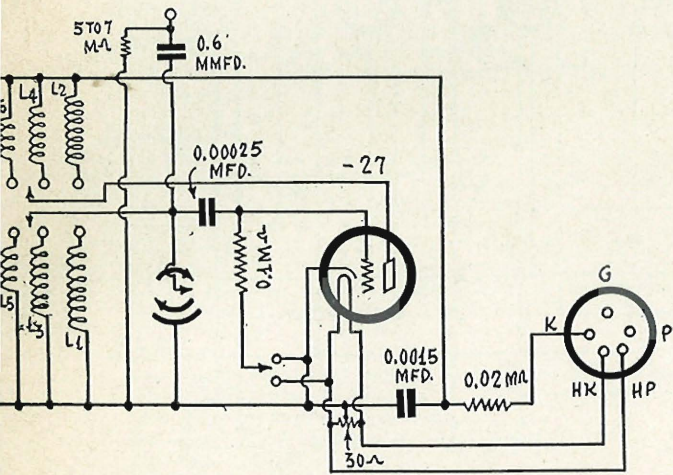 5 TO 7
MΩ
0.6
MMFD.
L4
L2
0.00025
MFD.
-27
0.1 MΩ
L5
L3
L1
0.0015
MFD.
0.02 MΩ
30Ω
G
K
P
HK
HP